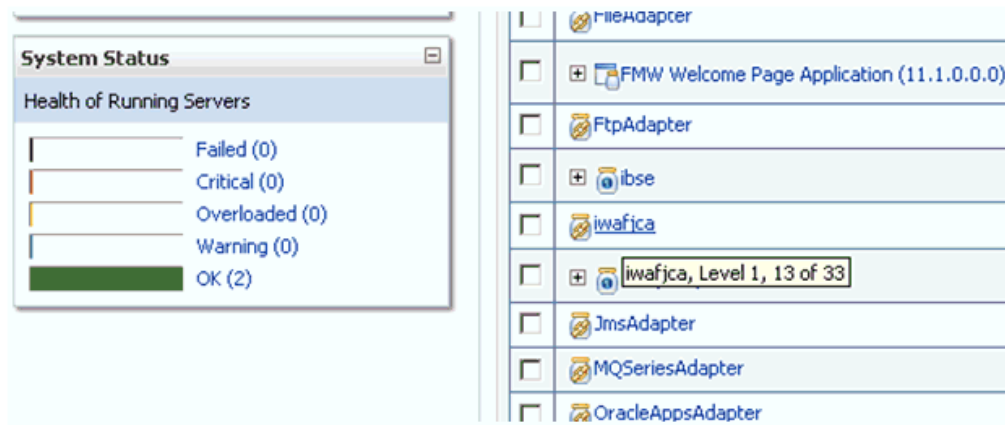 System Status
Health of Running Servers
Failed (0)
Critical (0)
Overloaded (0)
Warning (0)
OK (2)
FileAdapter
FMW Welcome Page Application (11.1.0.0.0)
FtpAdapter
ibse
iwafjca
iwafjca, Level 1, 13 of 33
JmsAdapter
MQSeriesAdapter
OracleAppsAdapter